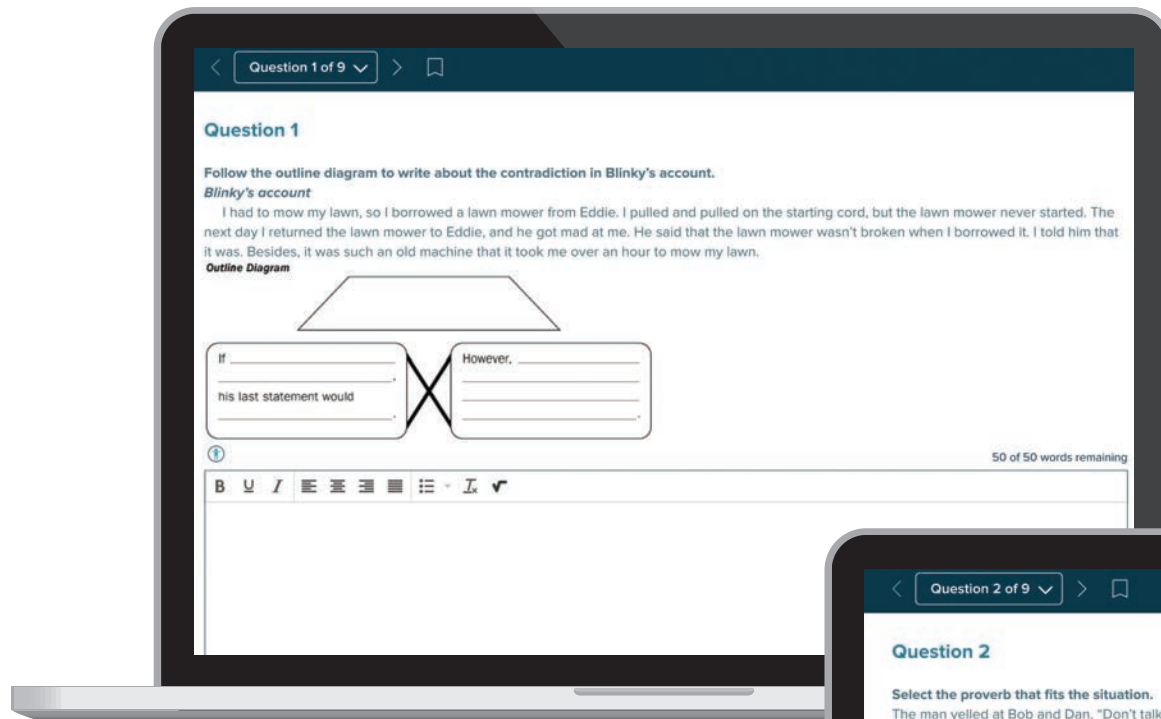 Question 1 of 9
Question 1
Follow the outline diagram to write about the contradiction in Blinky's account.
Blinky's account
I had to mow my lawn, so I borrowed a lawn mower from Eddie. I pulled and pulled on the starting cord, but the lawn mower never started. The
next day I returned the lawn mower to Eddie, and he got mad at me. He said that the lawn mower wasn't broken when I borrowed it. I told him that
it was. Besides, it was such an old machine that it took me over an hour to mow my lawn.
Outline Diagram
If
,
his last statement would
.
However,
.
50 of 50 words remaining
B U I
Question 2 of 9
Question 2
Select the proverb that fits the situation.
The man yelled at Bob and Dan. "Don't talk